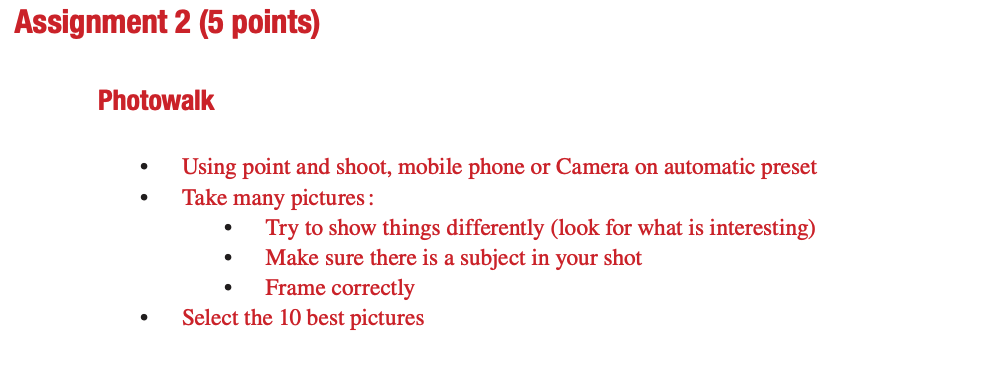 Assignment 2 (5 points)
Photowalk
• Using point and shoot, mobile phone or Camera on automatic preset
• Take many pictures:
• Try to show things differently (look for what is interesting)
• Make sure there is a subject in your shot
• Frame correctly
• Select the 10 best pictures